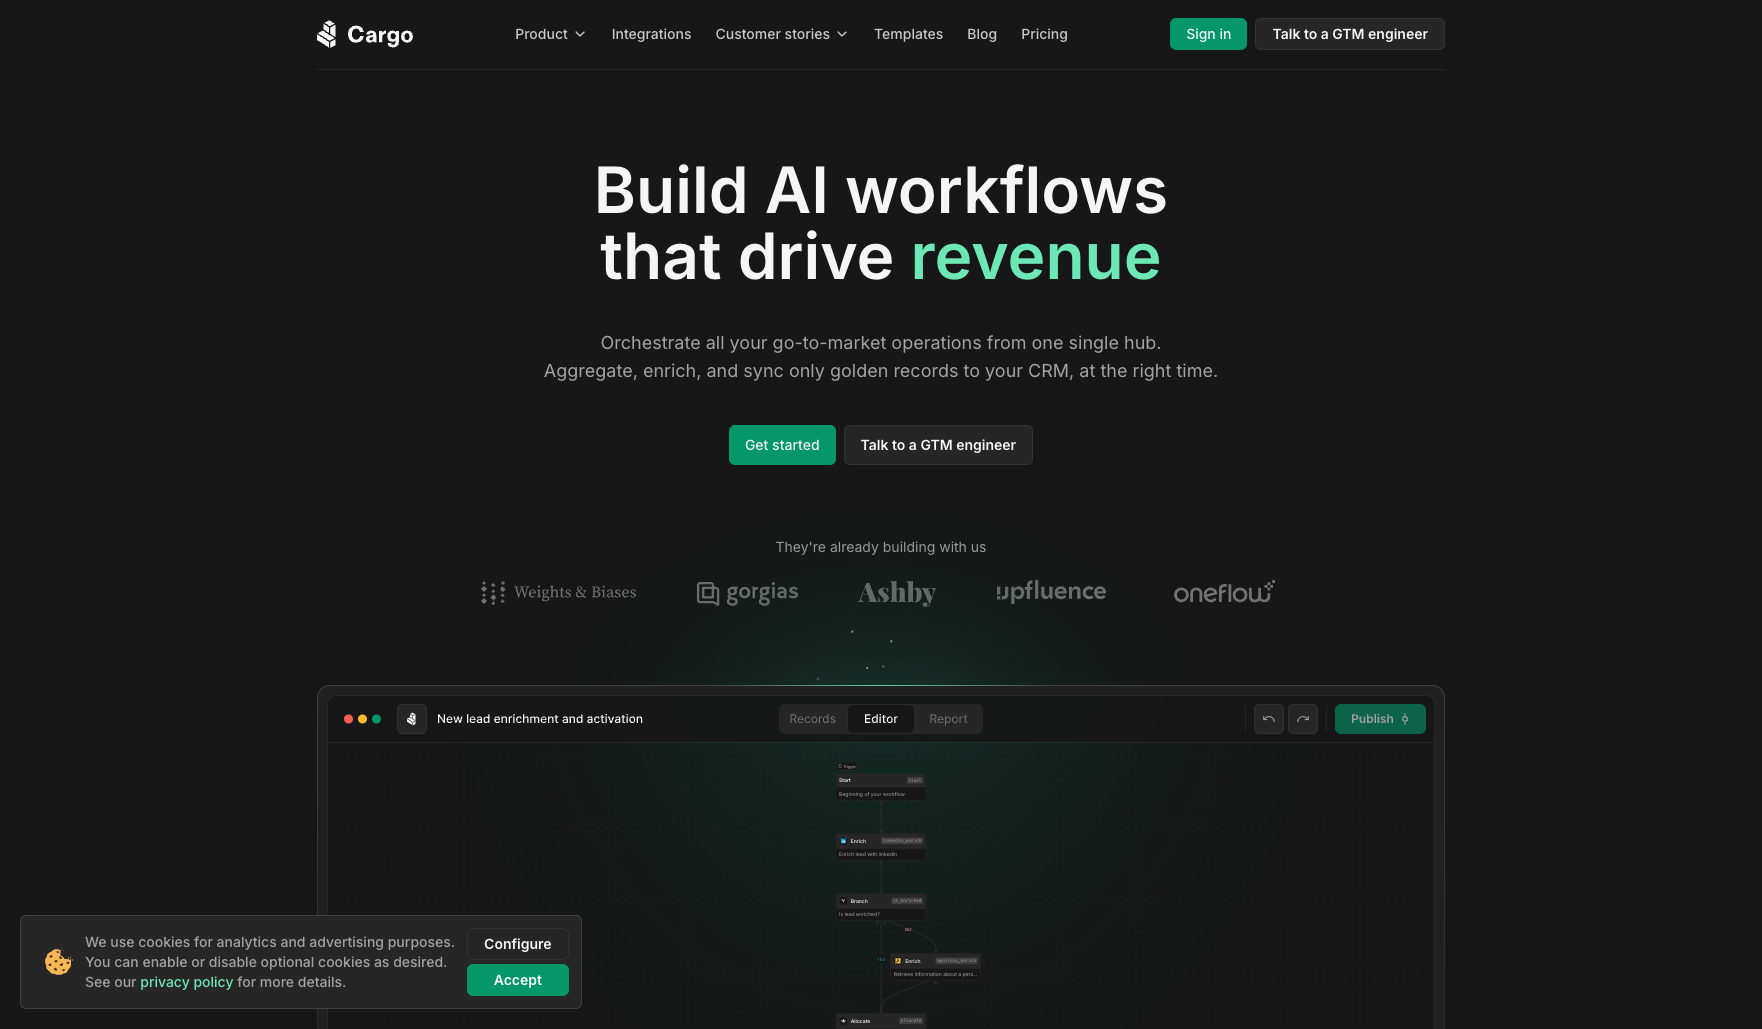 Cargo
Product
Integrations
Customer stories
Templates
Blog
Pricing
Sign in
Talk to a GTM engineer
Build AI workflows
that drive revenue
Orchestrate all your go-to-market operations from one single hub.
Aggregate, enrich, and sync only golden records to your CRM, at the right time.
Get started
Talk to a GTM engineer
They're already building with us
Weights & Biases
gorgias
Ashby
upfluence
oneflow
New lead enrichment and activation
Records
Editor
Report
Publish
Trigger
Start
start
Beginning of your workflow
Enrich
linkedin_enrich
Enrich lead with linkedin
Branch
is_enriched
Is lead enriched?
NO
YES
Enrich
apolloio_enrich
Retrieve information about a pers...
Allocate
allocate
We use cookies for analytics and advertising purposes.
You can enable or disable optional cookies as desired.
See our privacy policy for more details.
Configure
Accept